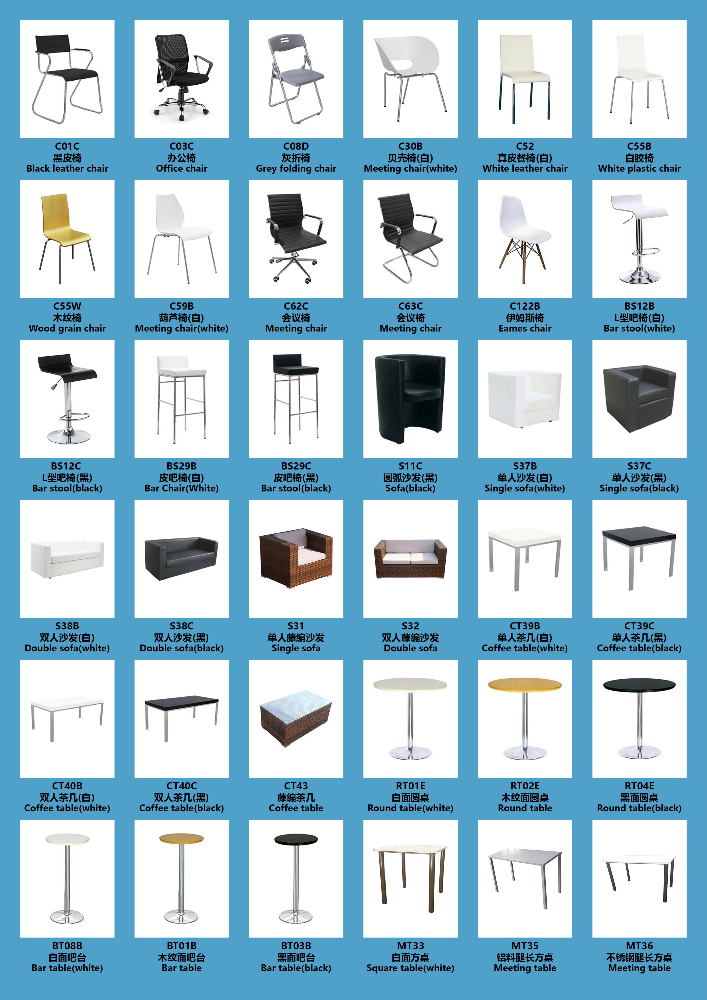 C01C
黑皮椅
Black leather chair
C03C
办公椅
Office chair
C08D
灰折椅
Grey folding chair
C30B
贝壳椅(白)
Meeting chair(white)
C52
真皮餐椅(白)
White leather chair
C55B
白胶椅
White plastic chair
C55W
木纹椅
Wood grain chair
C59B
葫芦椅(白)
Meeting chair(white)
C62C
会议椅
Meeting chair
C63C
会议椅
Meeting chair
C122B
伊姆斯椅
Eames chair
BS12B
L型吧椅(白)
Bar stool(white)
BS12C
L型吧椅(黑)
Bar stool(black)
BS29B
皮吧椅(白)
Bar Chair(White)
BS29C
皮吧椅(黑)
Bar stool(black)
S11C
圆弧沙发(黑)
Sofa(black)
S37B
单人沙发(白)
Single sofa(white)
S37C
单人沙发(黑)
Single sofa(black)
S38B
双人沙发(白)
Double sofa(white)
S38C
双人沙发(黑)
Double sofa(black)
S31
单人藤编沙发
Single sofa
S32
双人藤编沙发
Double sofa
CT39B
单人茶几(白)
Coffee table(white)
CT39C
单人茶几(黑)
Coffee table(black)
CT40B
双人茶几(白)
Coffee table(white)
CT40C
双人茶几(黑)
Coffee table(black)
CT43
藤编茶几
Coffee table
RT01E
白面圆桌
Round table(white)
RT02E
木纹面圆桌
Round table
RT04E
黑面圆桌
Round table(black)
BT08B
白面吧台
Bar table(white)
BT01B
木纹面吧台
Bar table
BT03B
黑面吧台
Bar table(black)
MT33
白面方桌
Square table(white)
MT35
铝料腿长方桌
Meeting table
MT36
不锈钢腿长方桌
Meeting table